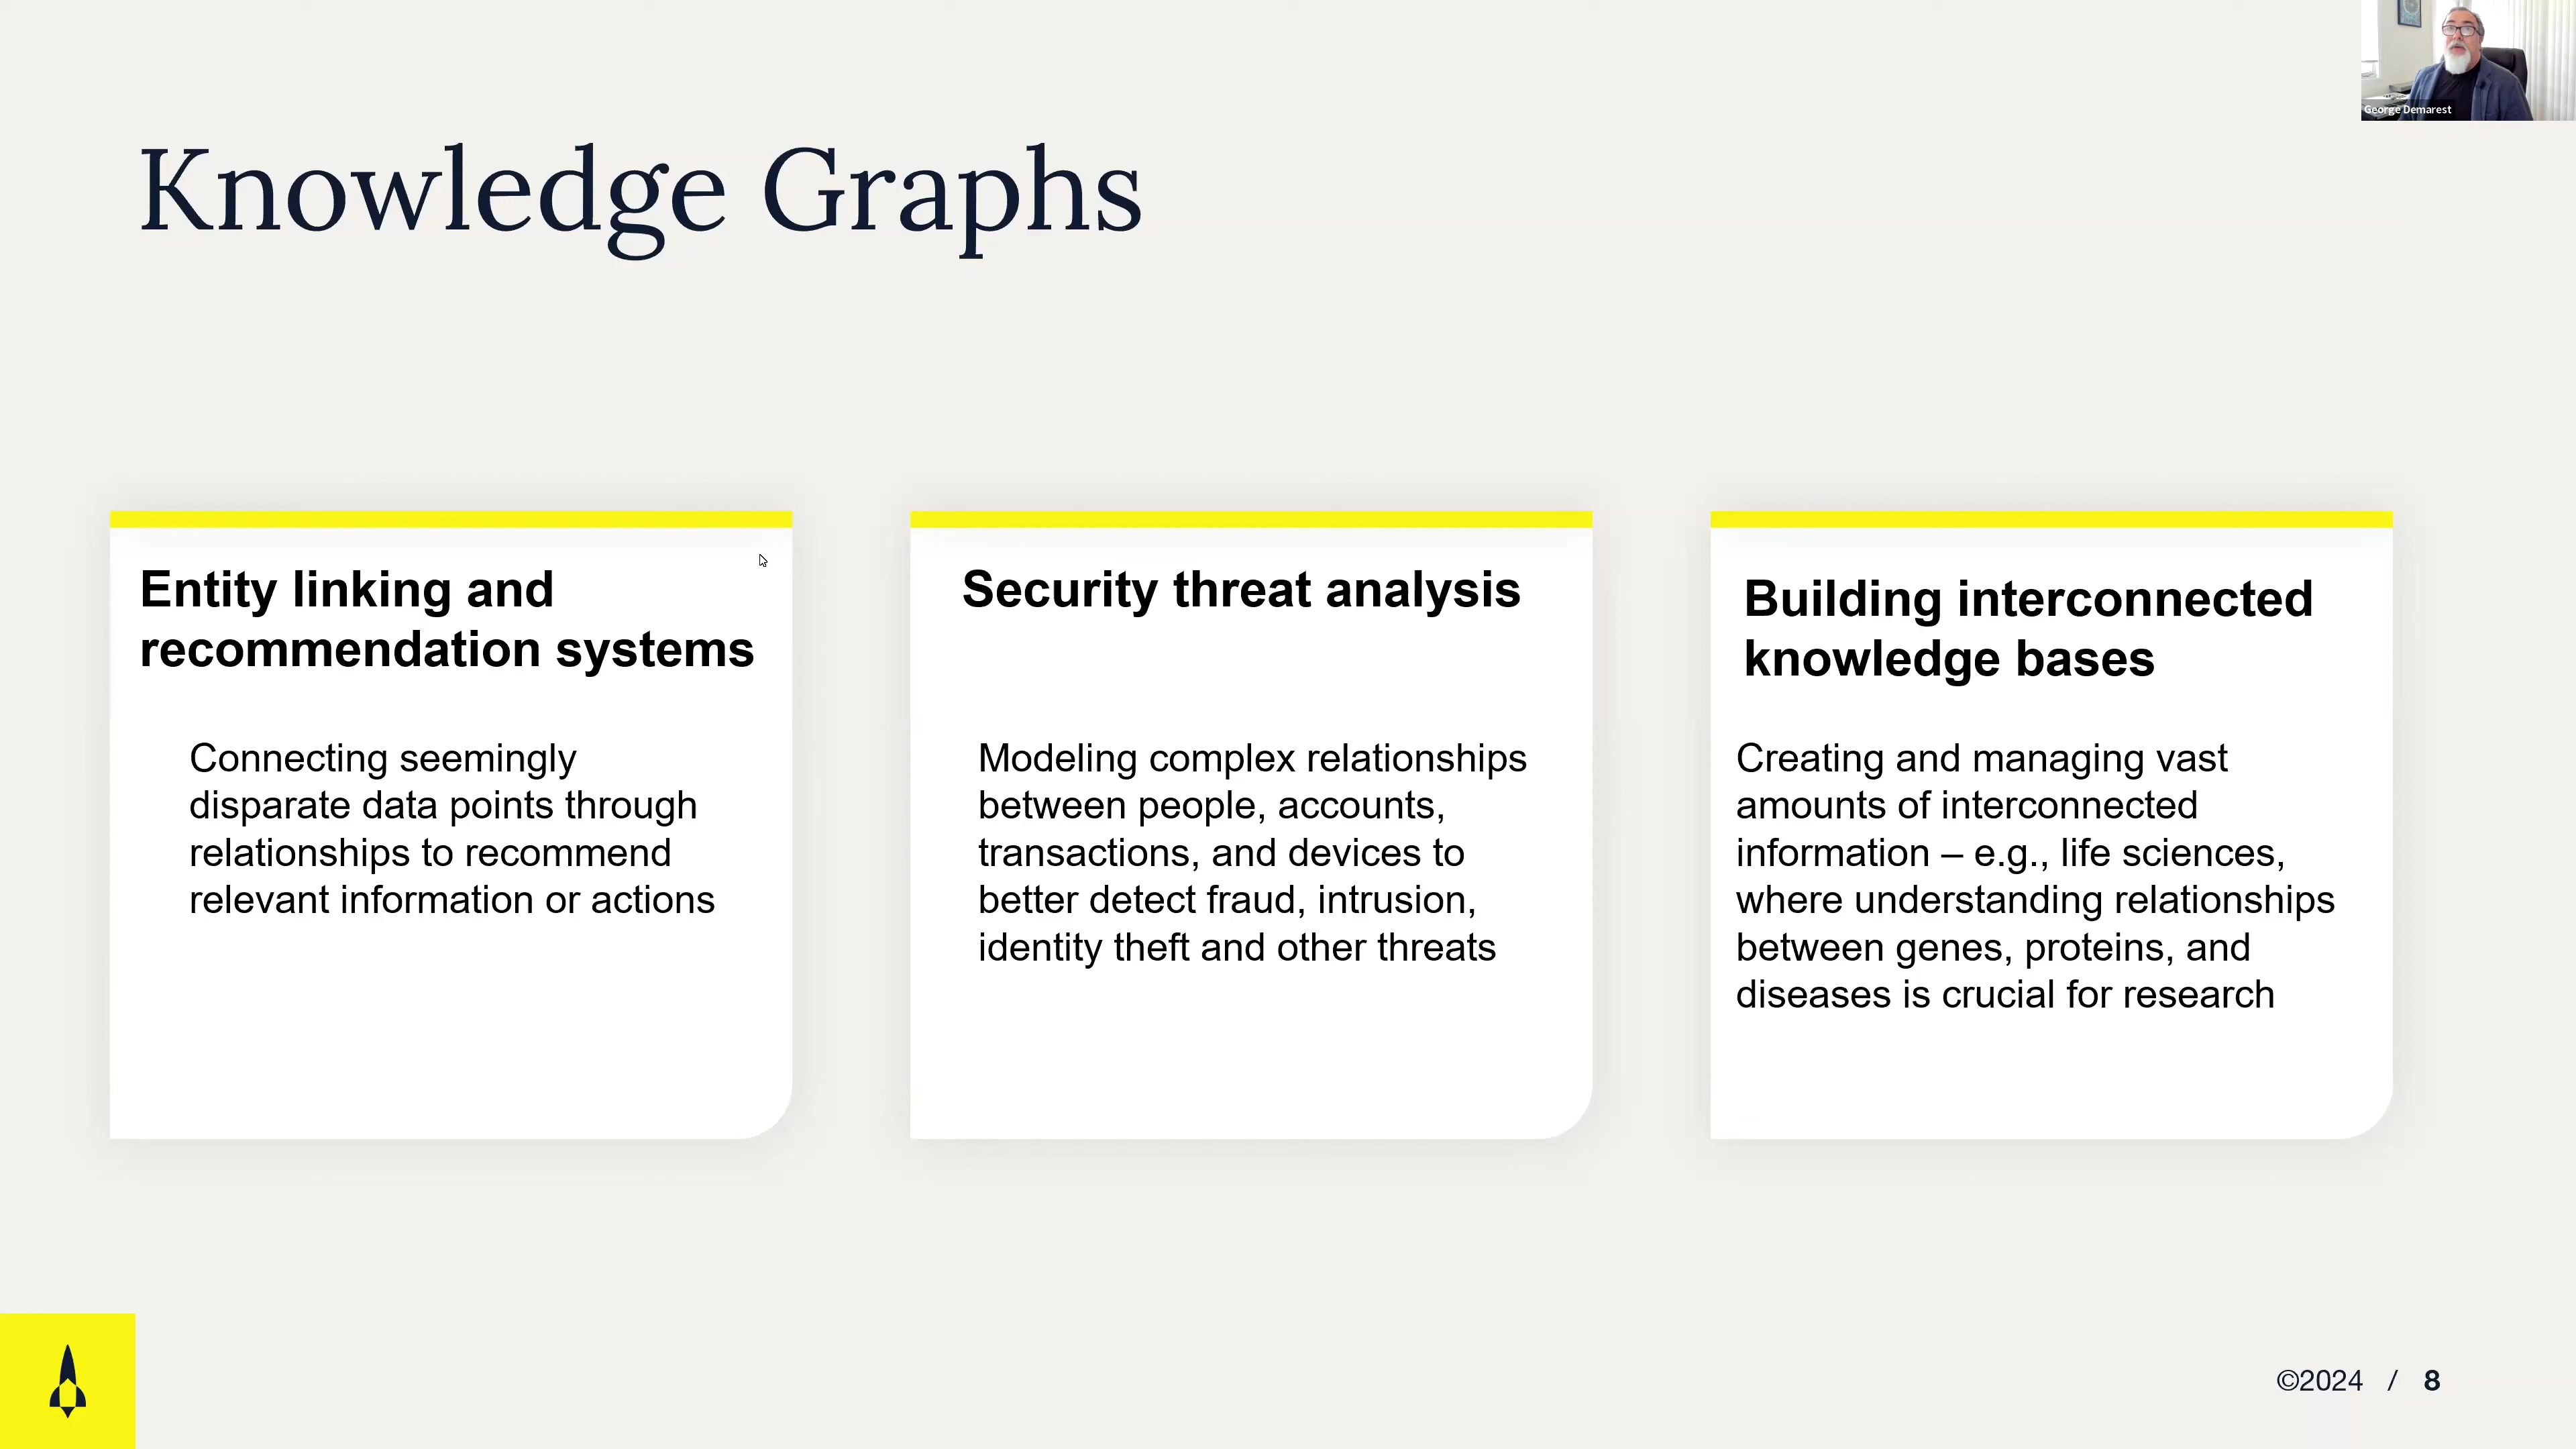 George Demarest
Knowledge Graphs
Entity linking and
recommendation systems
Connecting seemingly
disparate data points through
relationships to recommend
relevant information or actions
Security threat analysis
Modeling complex relationships
between people, accounts,
transactions, and devices to
better detect fraud, intrusion,
identity theft and other threats
Building interconnected
knowledge bases
Creating and managing vast
amounts of interconnected
information – e.g., life sciences,
where understanding relationships
between genes, proteins, and
diseases is crucial for research
©2024 / 8